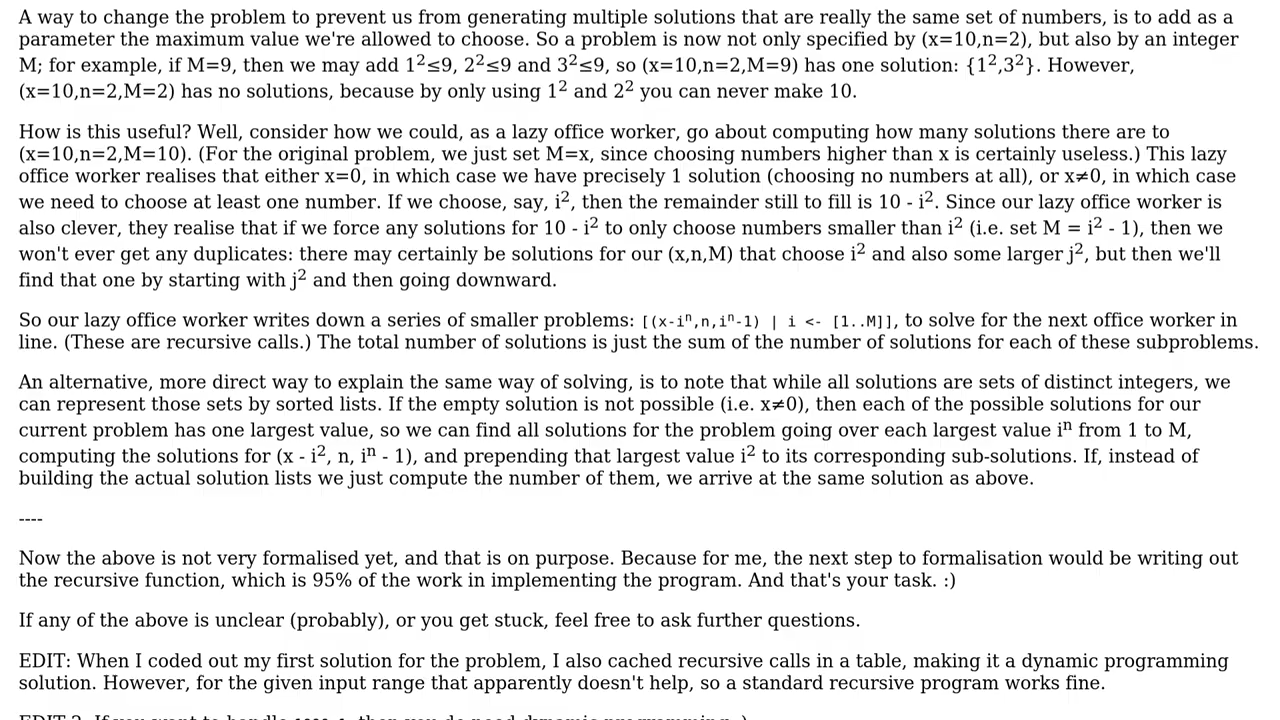 A way to change the problem to prevent us from generating multiple solutions that are really the same set of numbers, is to add as a
parameter the maximum value we're allowed to choose. So a problem is now not only specified by (x=10,n=2), but also by an integer
M; for example, if M=9, then we may add 1²≤9, 2²≤9 and 3²≤9, so (x=10,n=2,M=9) has one solution: {1²,3²}. However,
(x=10,n=2,M=2) has no solutions, because by only using 1² and 2² you can never make 10.
How is this useful? Well, consider how we could, as a lazy office worker, go about computing how many solutions there are to
(x=10,n=2,M=10). (For the original problem, we just set M=x, since choosing numbers higher than x is certainly useless.) This lazy
office worker realises that either x=0, in which case we have precisely 1 solution (choosing no numbers at all), or x≠0, in which case
we need to choose at least one number. If we choose, say, i², then the remainder still to fill is 10 - i². Since our lazy office worker is
also clever, they realise that if we force any solutions for 10 - i² to only choose numbers smaller than i² (i.e. set M = i² - 1), then we
won't ever get any duplicates: there may certainly be solutions for our (x,n,M) that choose i² and also some larger j², but then we'll
find that one by starting with j² and then going downward.
So our lazy office worker writes down a series of smaller problems: [(x-iⁿ,n,iⁿ-1) | i <- [1..M]], to solve for the next office worker in
line. (These are recursive calls.) The total number of solutions is just the sum of the number of solutions for each of these subproblems.
An alternative, more direct way to explain the same way of solving, is to note that while all solutions are sets of distinct integers, we
can represent those sets by sorted lists. If the empty solution is not possible (i.e. x≠0), then each of the possible solutions for our
current problem has one largest value, so we can find all solutions for the problem going over each largest value iⁿ from 1 to M,
computing the solutions for (x - i², n, iⁿ - 1), and prepending that largest value i² to its corresponding sub-solutions. If, instead of
building the actual solution lists we just compute the number of them, we arrive at the same solution as above.
----
Now the above is not very formalised yet, and that is on purpose. Because for me, the next step to formalisation would be writing out
the recursive function, which is 95% of the work in implementing the program. And that's your task. :)
If any of the above is unclear (probably), or you get stuck, feel free to ask further questions.
EDIT: When I coded out my first solution for the problem, I also cached recursive calls in a table, making it a dynamic programming
solution. However, for the given input range that apparently doesn't help, so a standard recursive program works fine.